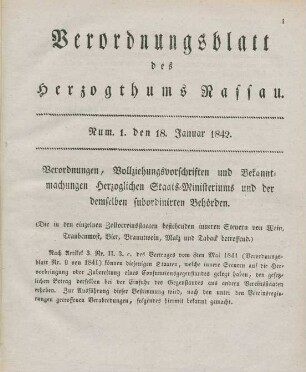 1
Verordnungsblatt
des
Herzogthums Nassau.
Num. 1. den 18. Januar 1842.
Verordnungen, Vollziehungsvorschriften und Bekannt-
machungen Herzoglichen Staats-Ministeriums und der
demselben subordinirten Behörden.
(Die in den einzelnen Zollvereinsstaaten bestehenden inneren Steuern von Wein,
Traubenmost, Bier, Branntwein, Malz und Taback betreffend.)
Nach Artikel 3. Nr. II. 2. c. des Vertrages vom 8ten Mai 1841 (Verordnungs-
blatt Nr. 6 von 1841) können diejenigen Staaten, welche innere Steuern auf die Her-
vorbringung oder Zubereitung eines Consumtionsgegenstandes gelegt haben, den gesetz-
lichen Betrag derselben bei der Einfuhr des Gegenstandes aus andern Vereinsstaaten
erheben. Zur Ausführung dieser Bestimmung wird, nach den unter den Vereinsregie-
rungen getroffenen Verabredungen, folgendes hiermit bekannt gemacht.